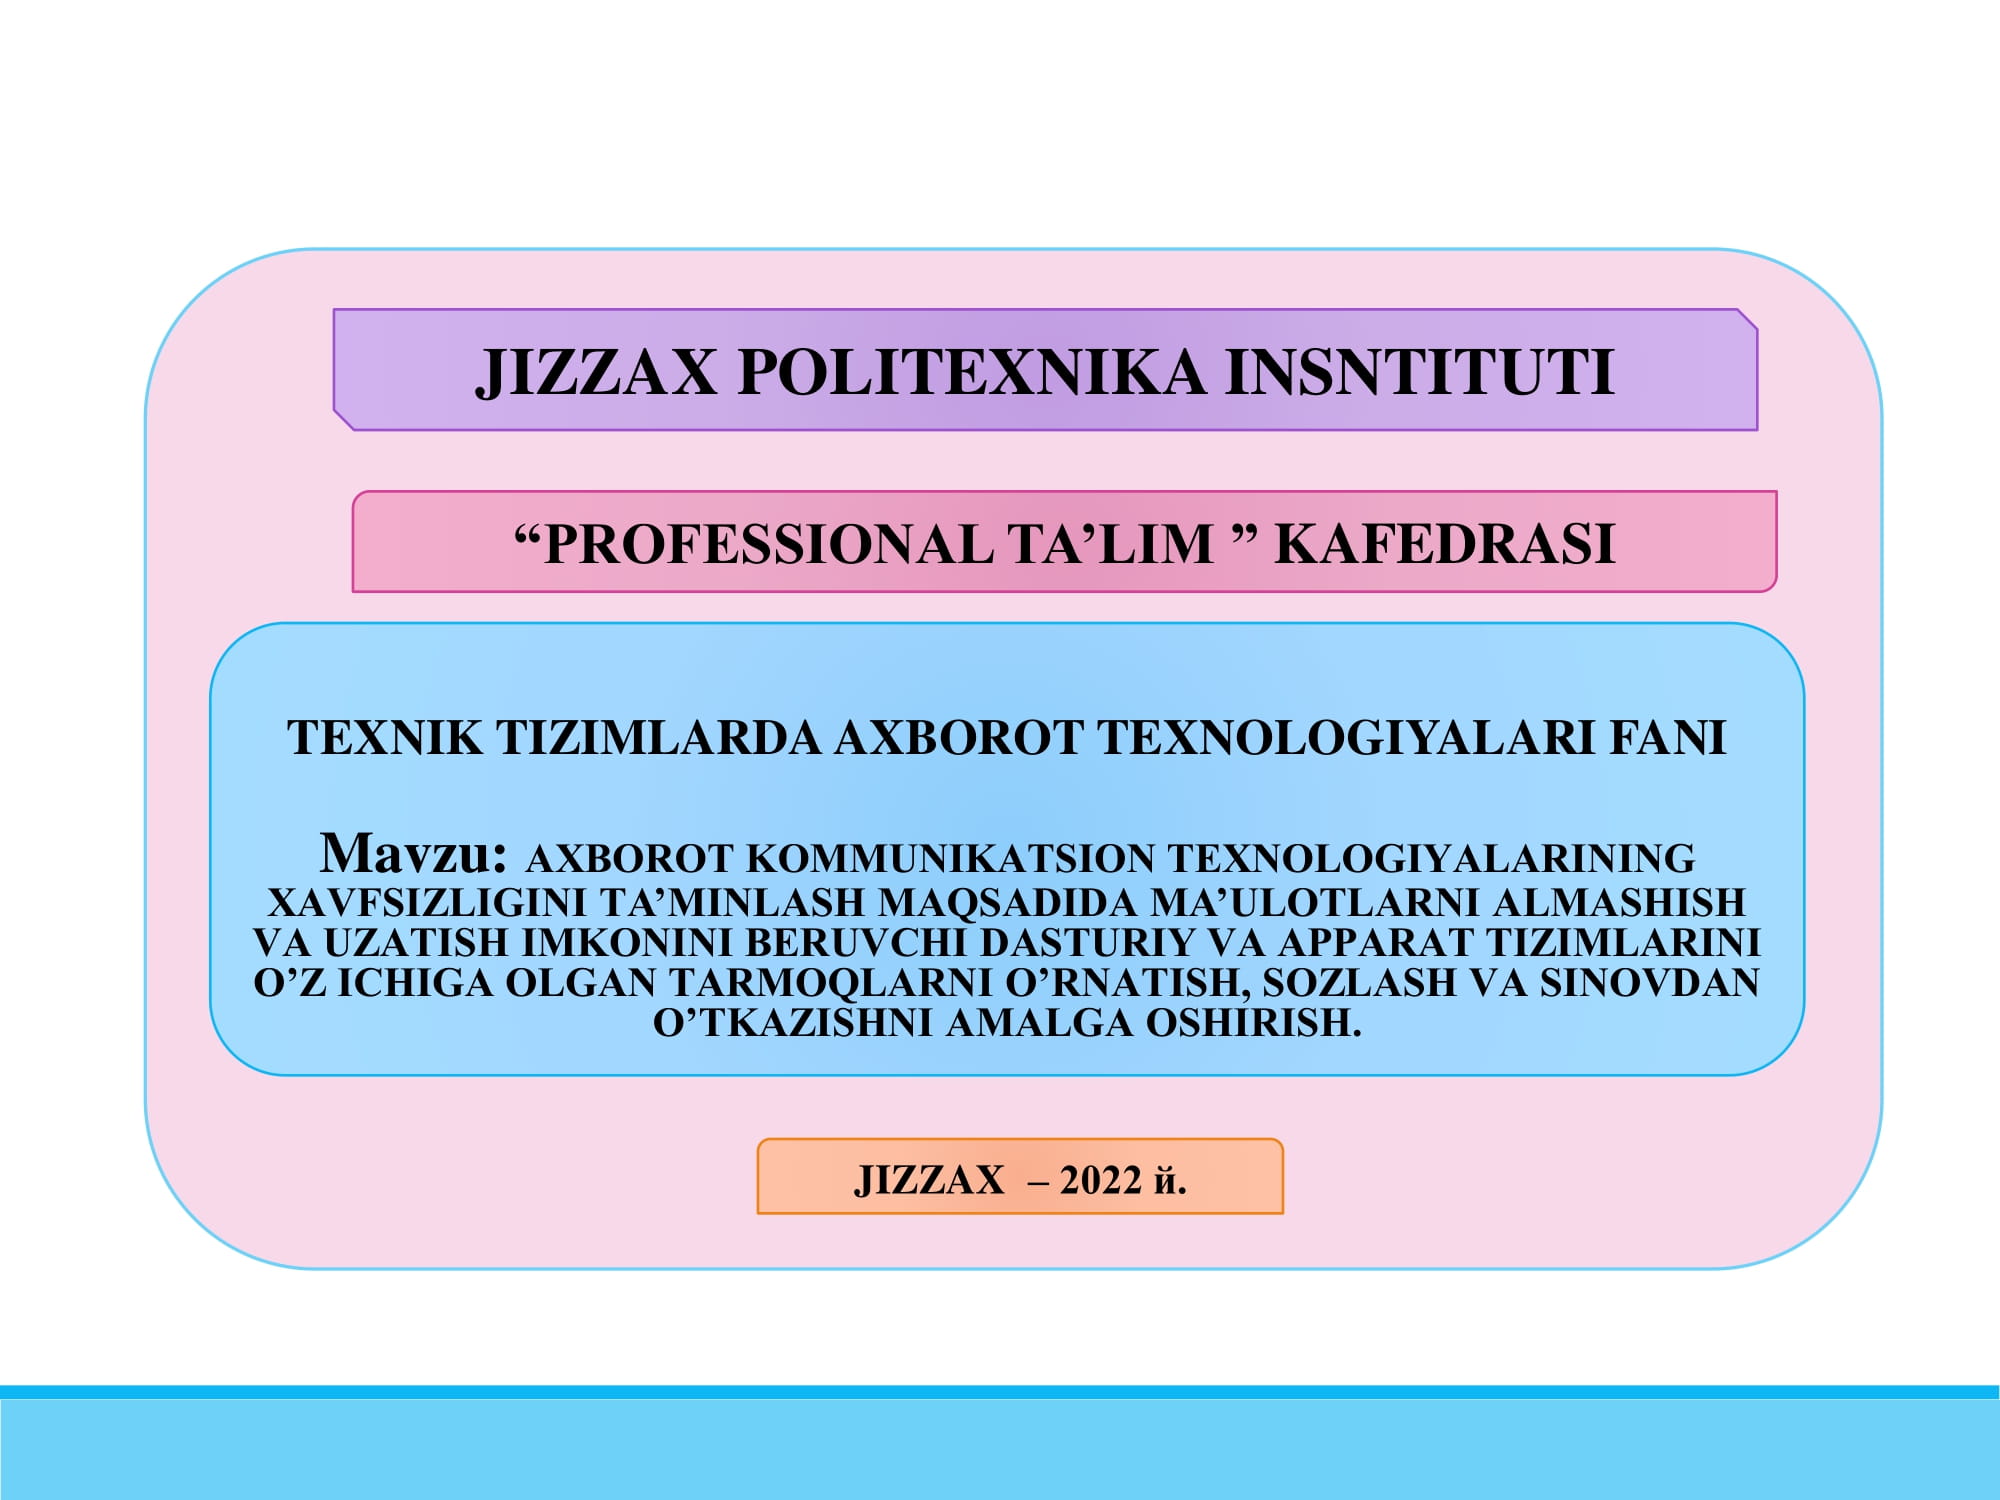 JIZZAX POLITEXNIKA INSNTITUTI
“PROFESSIONAL TA’LIM ” KAFEDRASI
TEXNIK TIZIMLARDA AXBOROT TEXNOLOGIYALARI FANI
Mavzu: AXBOROT KOMMUNIKATSION TEXNOLOGIYALARINING
XAVFSIZLIGINI TA’MINLASH MAQSADIDA MA’ULOTLARNI ALMASHISH
VA UZATISH IMKONINI BERUVCHI DASTURIY VA APPARAT TIZIMLARINI
O’Z ICHIGA OLGAN TARMOQLARNI O’RNATISH, SOZLASH VA SINOVDAN
O’TKAZISHNI AMALGA OSHIRISH.
JIZZAX – 2022 й.